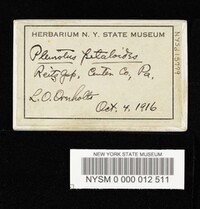 HERBARIUM N. Y. STATE MUSEUM
Pleurotus petaloides.
Reitz Gap, Center Co, Pa.
L.O. Overholts
Oct. 4, 1916
NEW YORK STATE MUSEUM
NYSM 0 000 012 511